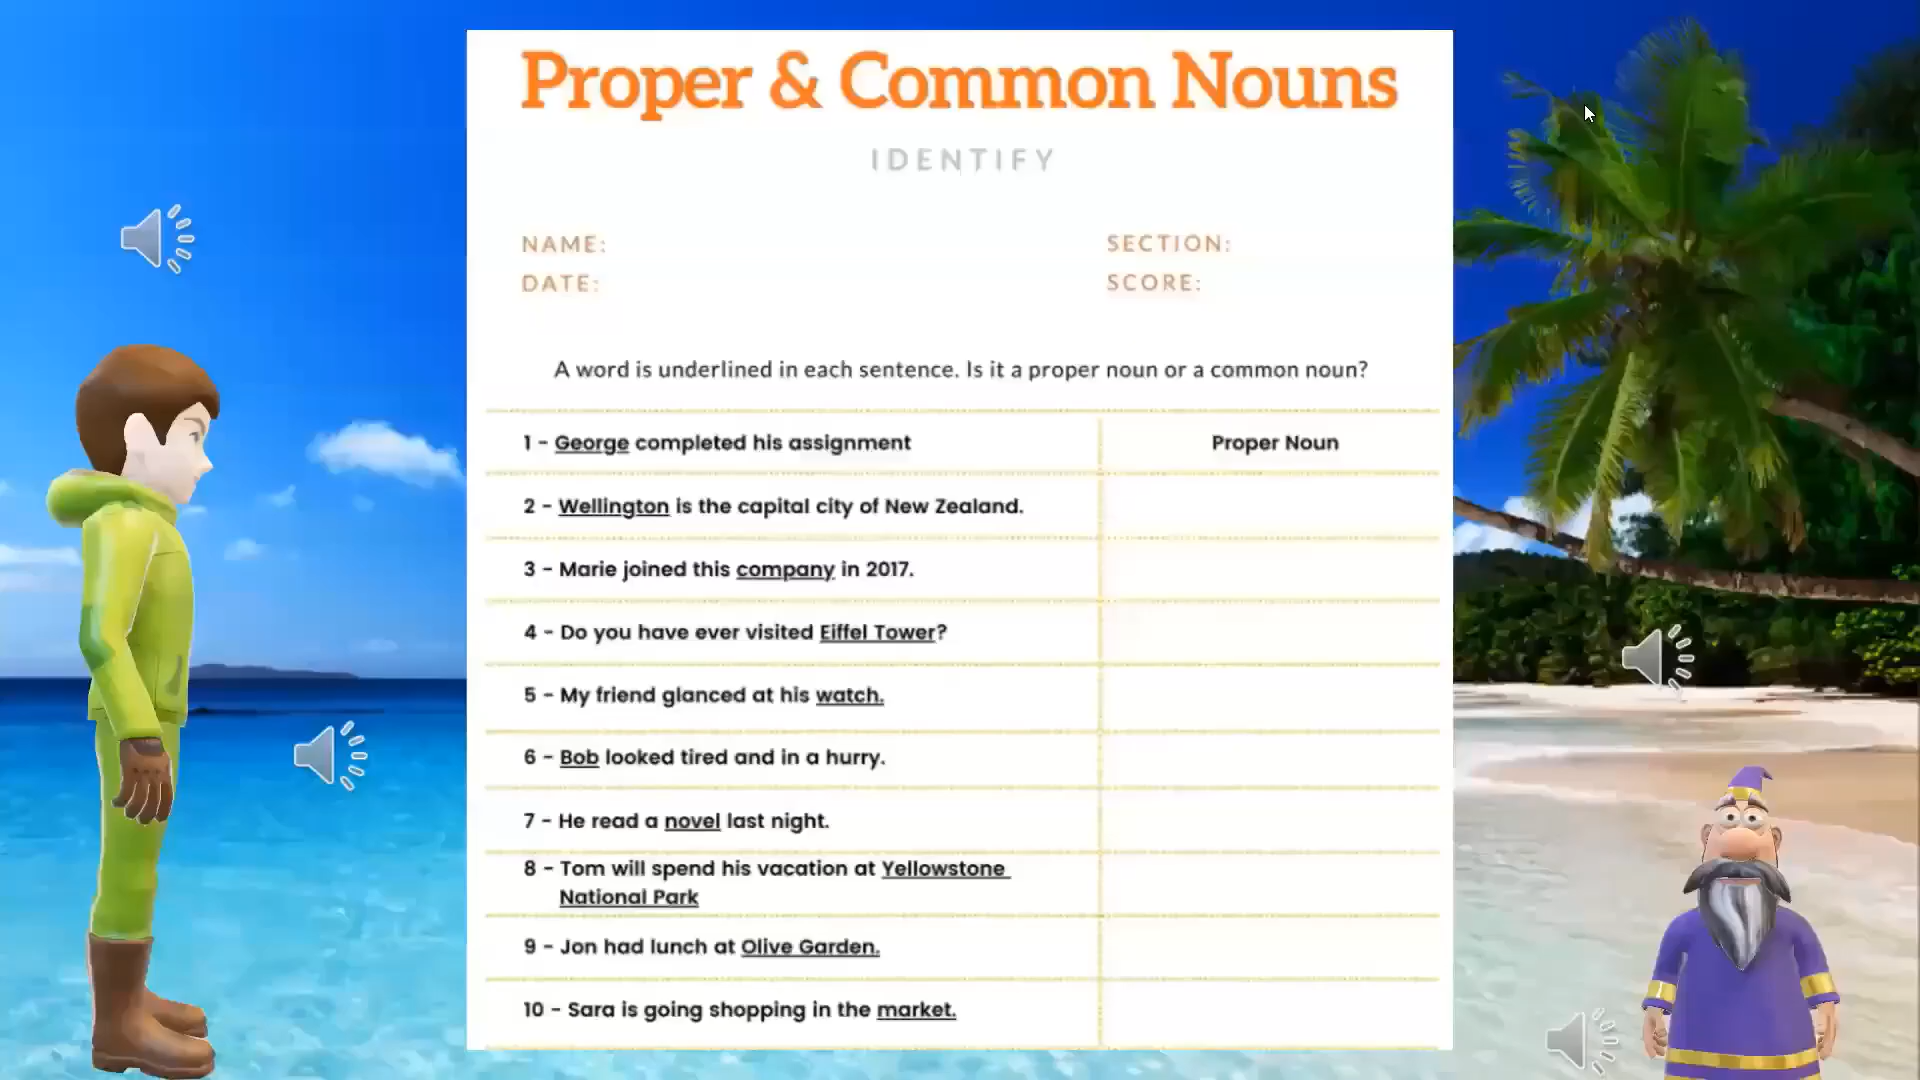 Proper & Common Nouns
IDENTIFY
NAME:
SECTION:
DATE:
SCORE:
A word is underlined in each sentence. Is it a proper noun or a common noun?
1 - George completed his assignment
Proper Noun
2 - Wellington is the capital city of New Zealand.
3 - Marie joined this company in 2017.
4 - Do you have ever visited Eiffel Tower?
5 - My friend glanced at his watch.
6 - Bob looked tired and in a hurry.
7 - He read a novel last night.
8 - Tom will spend his vacation at Yellowstone
National Park
9 - Jon had lunch at Olive Garden.
10 - Sara is going shopping in the market.